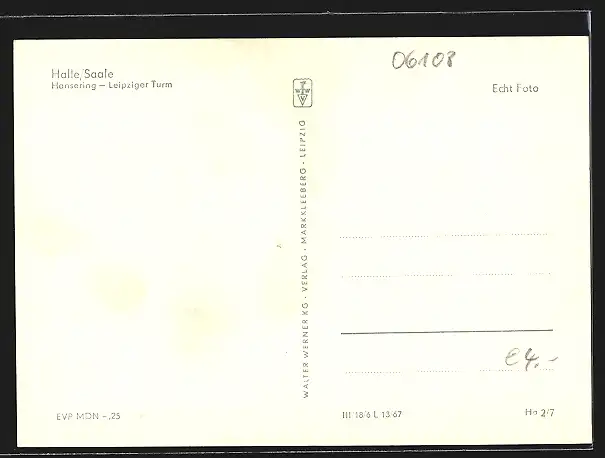 Halle/Saale
Hansering — Leipziger Turm
06108
Echt Foto
WALTER WERNER KG · VERLAG · MARKKLEEBERG · LEIPZIG
€4,-
EVP MDN -,25
III 18/6 L 13/67
Ha 2/7